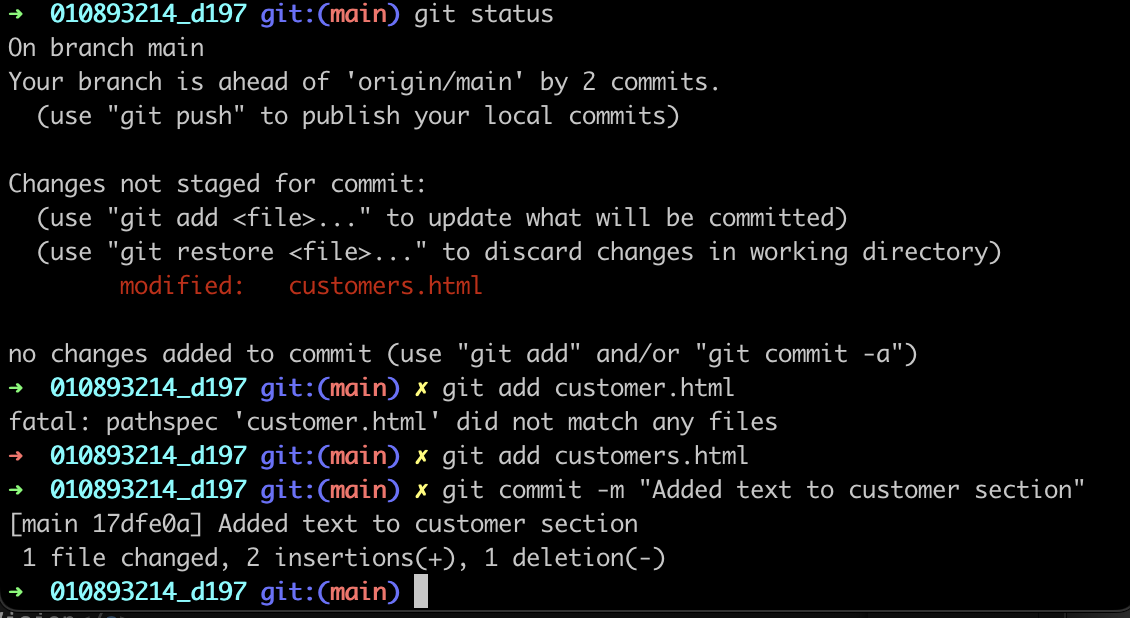 ➜  010893214_d197 git:(main) git status
On branch main
Your branch is ahead of 'origin/main' by 2 commits.
  (use "git push" to publish your local commits)

Changes not staged for commit:
  (use "git add <file>..." to update what will be committed)
  (use "git restore <file>..." to discard changes in working directory)
        modified:   customers.html

no changes added to commit (use "git add" and/or "git commit -a")
➜  010893214_d197 git:(main) ✗ git add customer.html
fatal: pathspec 'customer.html' did not match any files
➜  010893214_d197 git:(main) ✗ git add customers.html
➜  010893214_d197 git:(main) ✗ git commit -m "Added text to customer section"
[main 17dfe0a] Added text to customer section
 1 file changed, 2 insertions(+), 1 deletion(-)
➜  010893214_d197 git:(main)